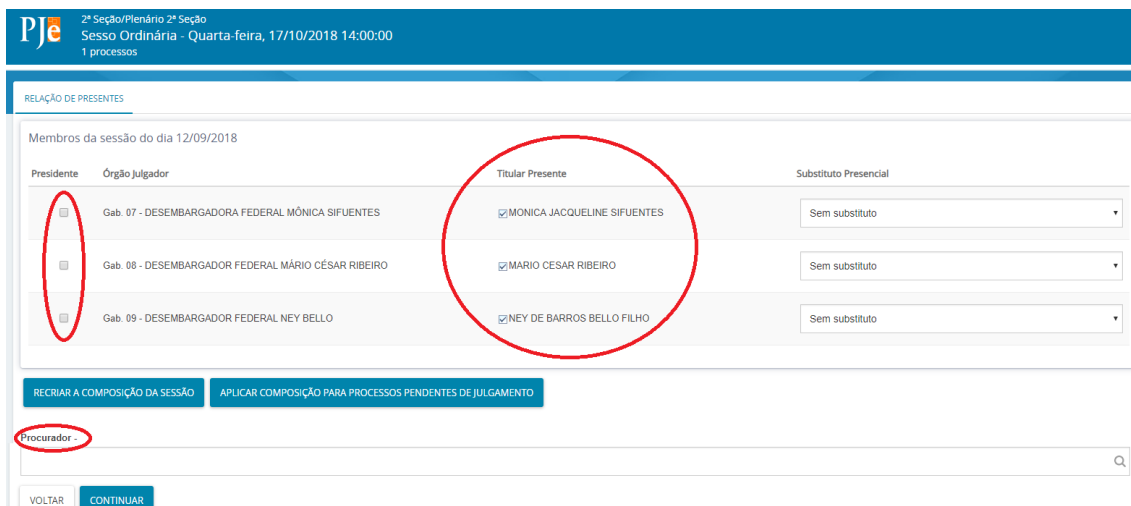 PJe
2ª Seção/Plenário 2ª Seção
Sesso Ordinária - Quarta-feira, 17/10/2018 14:00:00
1 processos
RELAÇÃO DE PRESENTES
Membros da sessão do dia 12/09/2018
Presidente Órgão Julgador Titular Presente Substituto Presencial
Gab. 07 - DESEMBARGADORA FEDERAL MÔNICA SIFUENTES MONICA JACQUELINE SIFUENTES Sem substituto
Gab. 08 - DESEMBARGADOR FEDERAL MÁRIO CÉSAR RIBEIRO MARIO CESAR RIBEIRO Sem substituto
Gab. 09 - DESEMBARGADOR FEDERAL NEY BELLO NEY DE BARROS BELLO FILHO Sem substituto
RECRIAR A COMPOSIÇÃO DA SESSÃO APLICAR COMPOSIÇÃO PARA PROCESSOS PENDENTES DE JULGAMENTO
Procurador -
VOLTAR CONTINUAR